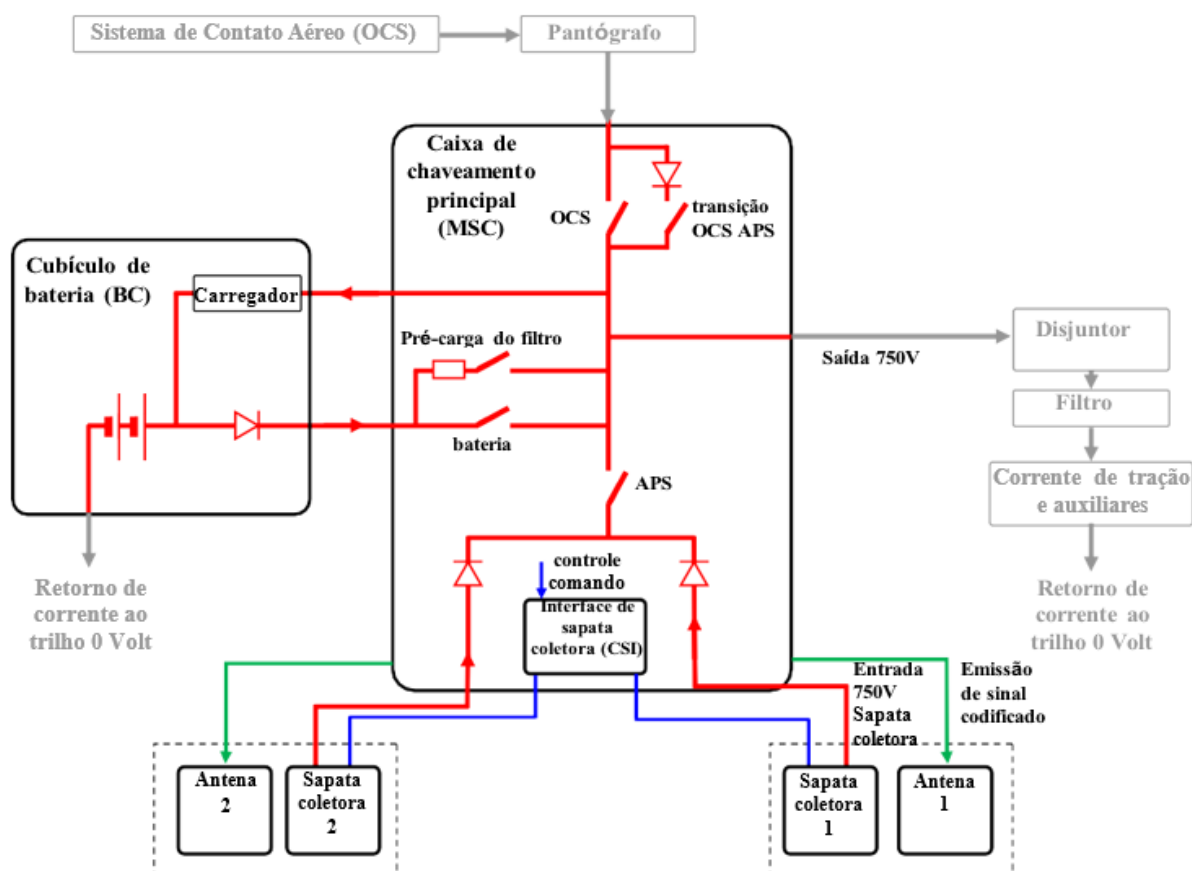 Sistema de Contato Aéreo (OCS)
Pantógrafo
Caixa de
chaveamento
principal
(MSC)
OCS
transição
OCS APS
Cubículo de
bateria (BC)
Carregador
Pré-carga do filtro
bateria
Saída 750V
Disjuntor
Filtro
Corrente de tração
e auxiliares
Retorno de
corrente ao
trilho 0 Volt
APS
controle
comando
Interface de
sapata
coletora (CSI)
Retorno de
corrente ao
trilho 0 Volt
Entrada
750V
Sapata
coletora
Emissão
de sinal
codificado
Antena
2
Sapata
coletora
2
Sapata
coletora
1
Antena
1